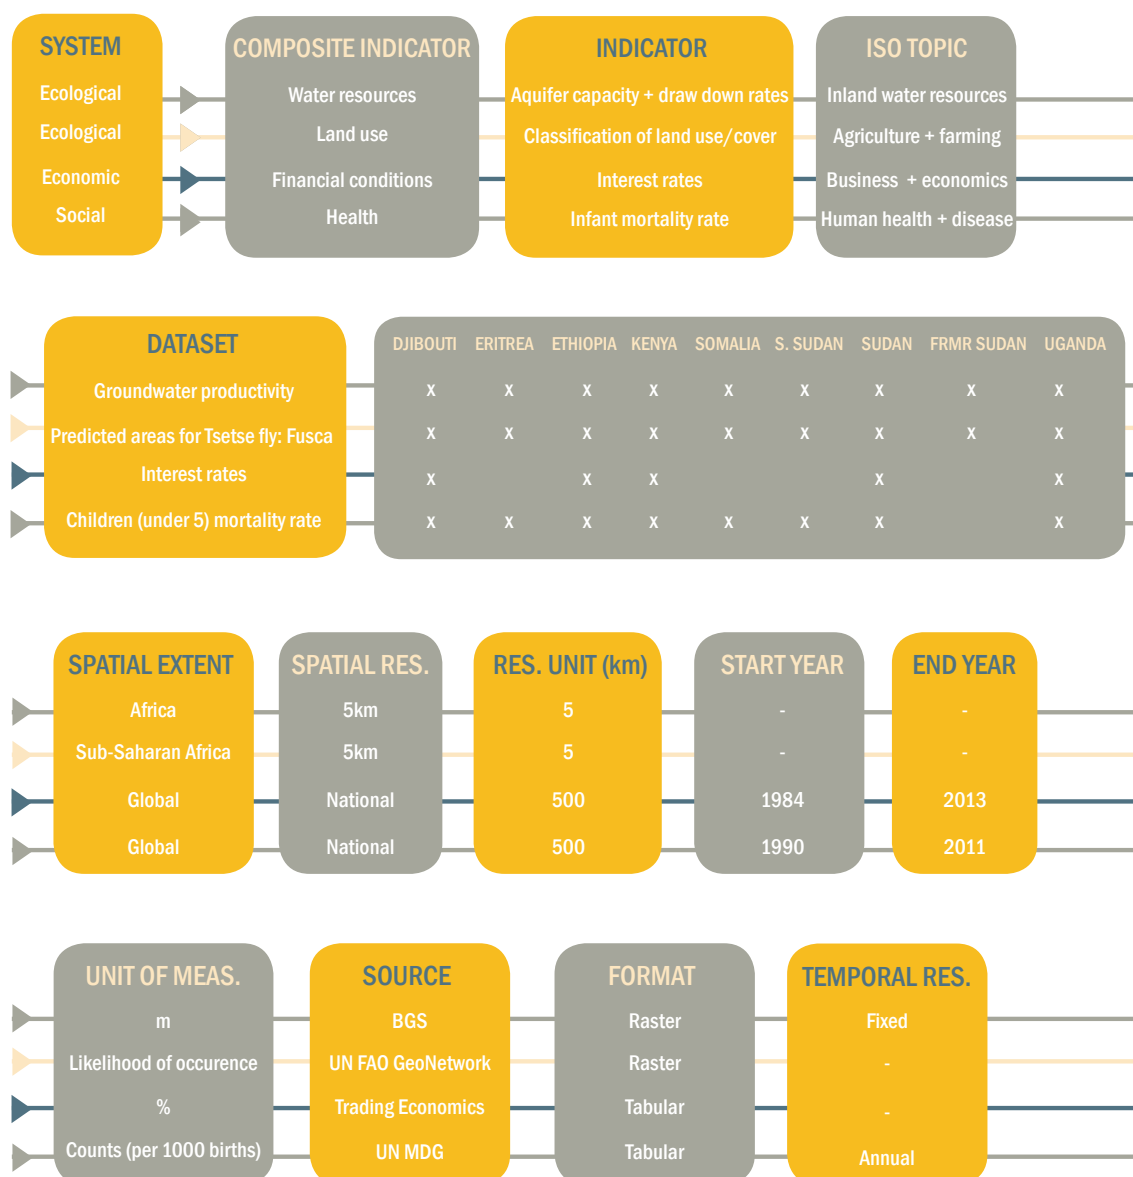 SYSTEM COMPOSITE INDICATOR INDICATOR ISO TOPIC
Ecological Water resources Aquifer capacity + draw down rates Inland water resources
Ecological Land use Classification of land use/cover Agriculture + farming
Economic Financial conditions Interest rates Business + economics
Social Health Infant mortality rate Human health + disease
DATASET DJIBOUTI ERITREA ETHIOPIA KENYA SOMALIA S. SUDAN SUDAN FRMR SUDAN UGANDA
Groundwater productivity x x x x x x x x x
Predicted areas for Tsetse fly: Fusca x x x x x x x x x
Interest rates x x x x x
Children (under 5) mortality rate x x x x x x x x
SPATIAL EXTENT SPATIAL RES. RES. UNIT (km) START YEAR END YEAR
Africa 5km 5 - -
Sub-Saharan Africa 5km 5 - -
Global National 500 1984 2013
Global National 500 1990 2011
UNIT OF MEAS. SOURCE FORMAT TEMPORAL RES.
m BGS Raster Fixed
Likelihood of occurence UN FAO GeoNetwork Raster -
% Trading Economics Tabular -
Counts (per 1000 births) UN MDG Tabular Annual